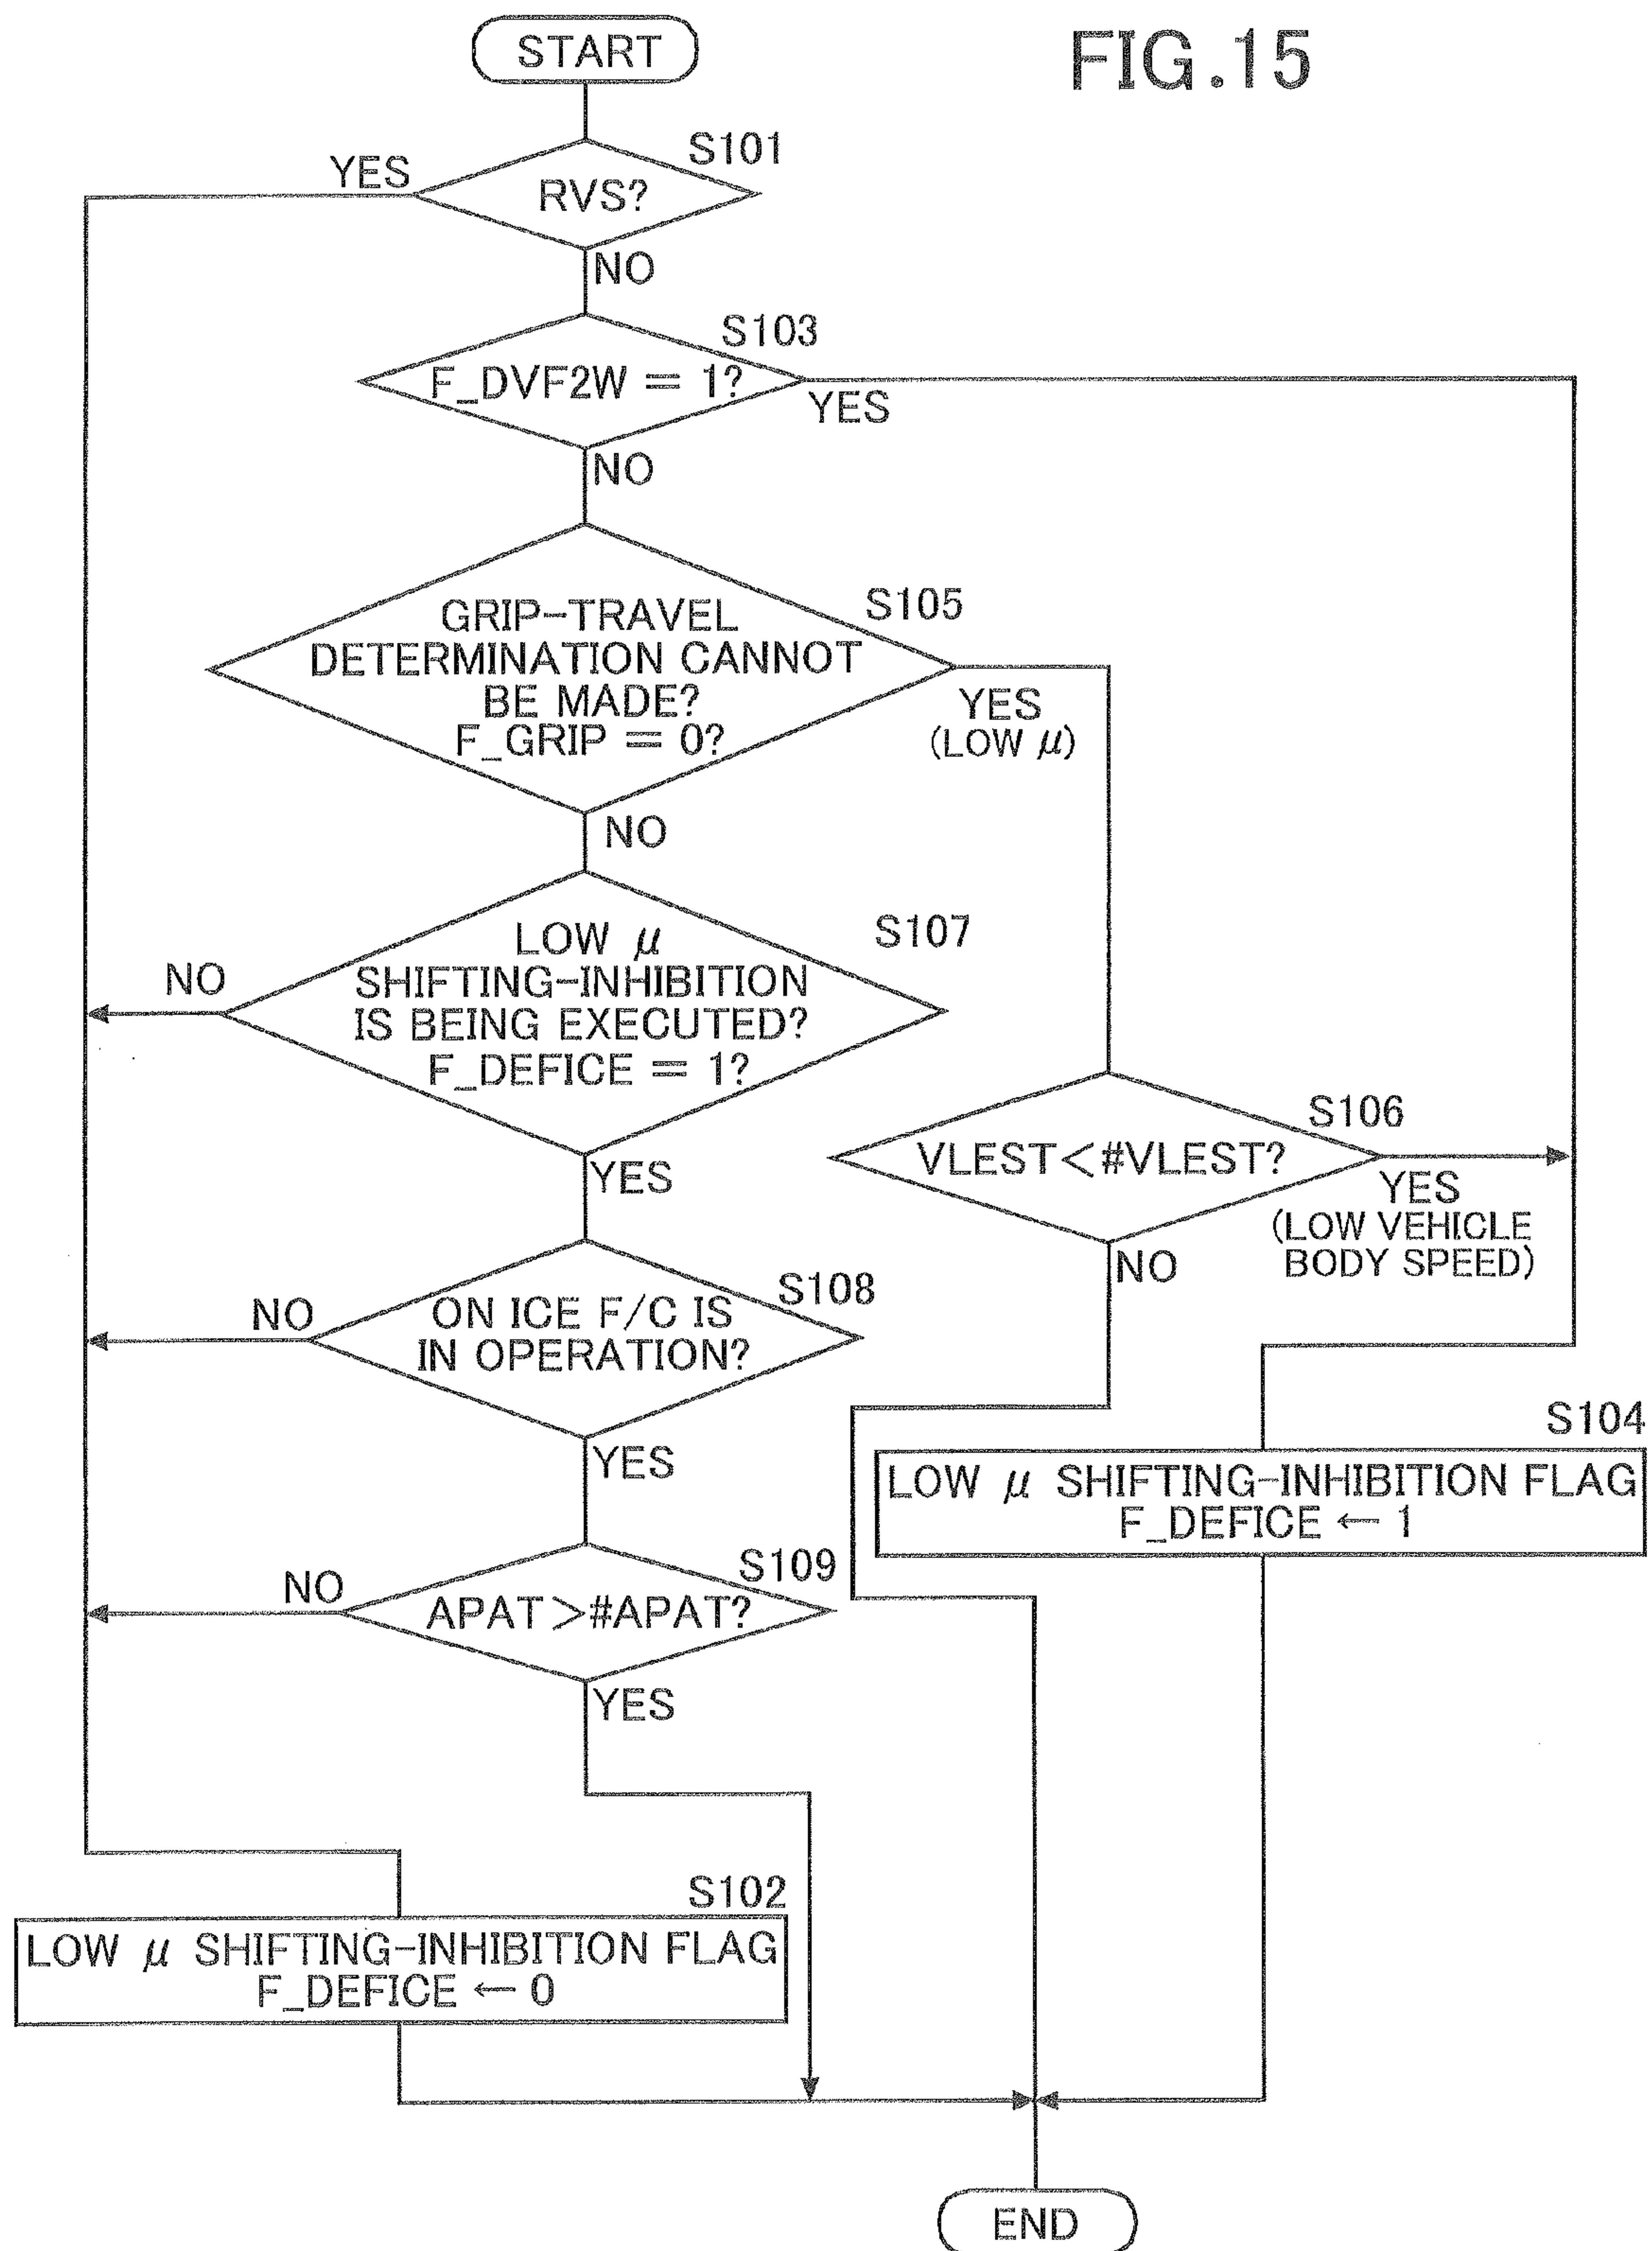 START
FIG.15
S101
YES
RVS?
NO
S103
F_DVF2W = 1?
YES
NO
S105
GRIP-TRAVEL
DETERMINATION CANNOT
BE MADE?
F_GRIP = 0?
YES
(LOW μ)
NO
S107
LOW μ
SHIFTING-INHIBITION
IS BEING EXECUTED?
F_DEFICE = 1?
NO
YES
S106
VLEST<#VLEST?
YES
(LOW VEHICLE
BODY SPEED)
NO
S108
ON ICE F/C IS
IN OPERATION?
NO
YES
S104
LOW μ SHIFTING-INHIBITION FLAG
F_DEFICE ← 1
S109
APAT>#APAT?
NO
YES
S102
LOW μ SHIFTING-INHIBITION FLAG
F_DEFICE ← 0
END